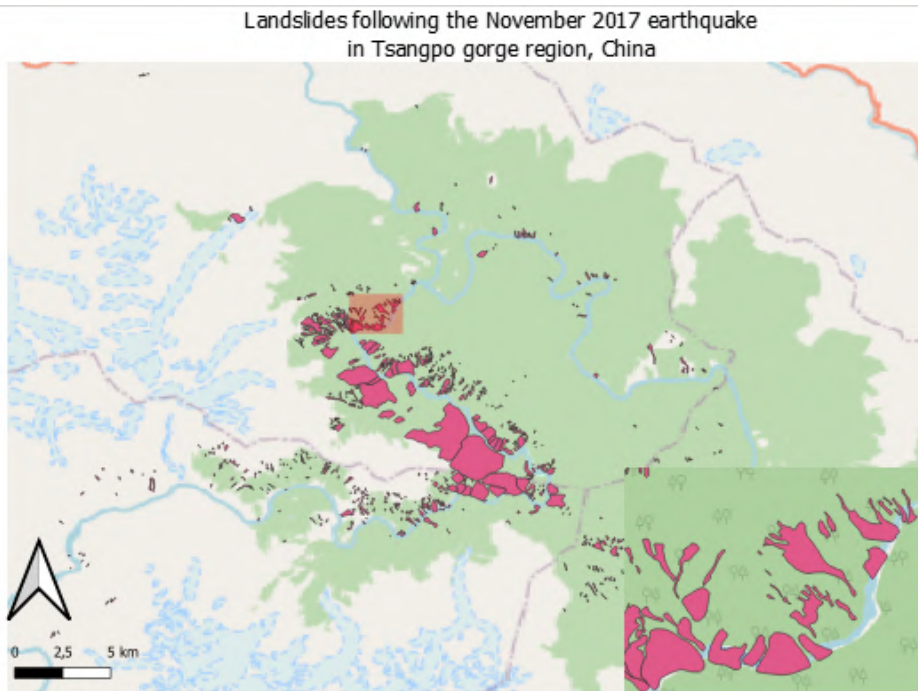 Landslides following the November 2017 earthquake
in Tsangpo gorge region, China
0 2,5 5 km